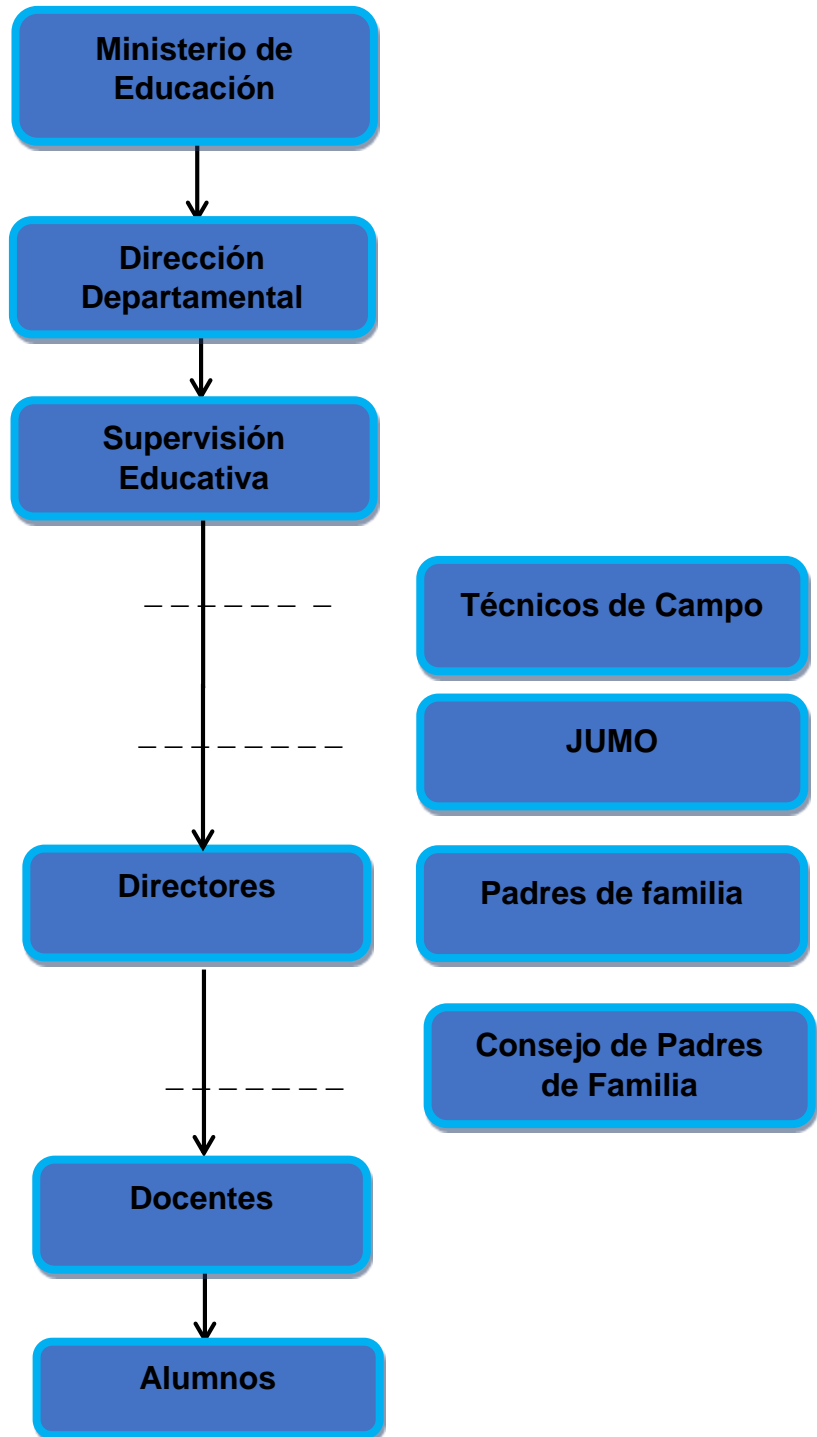 Ministerio de
Educación
Dirección
Departamental
Supervisión
Educativa
Técnicos de Campo
JUMO
Directores
Padres de familia
Consejo de Padres
de Familia
Docentes
Alumnos